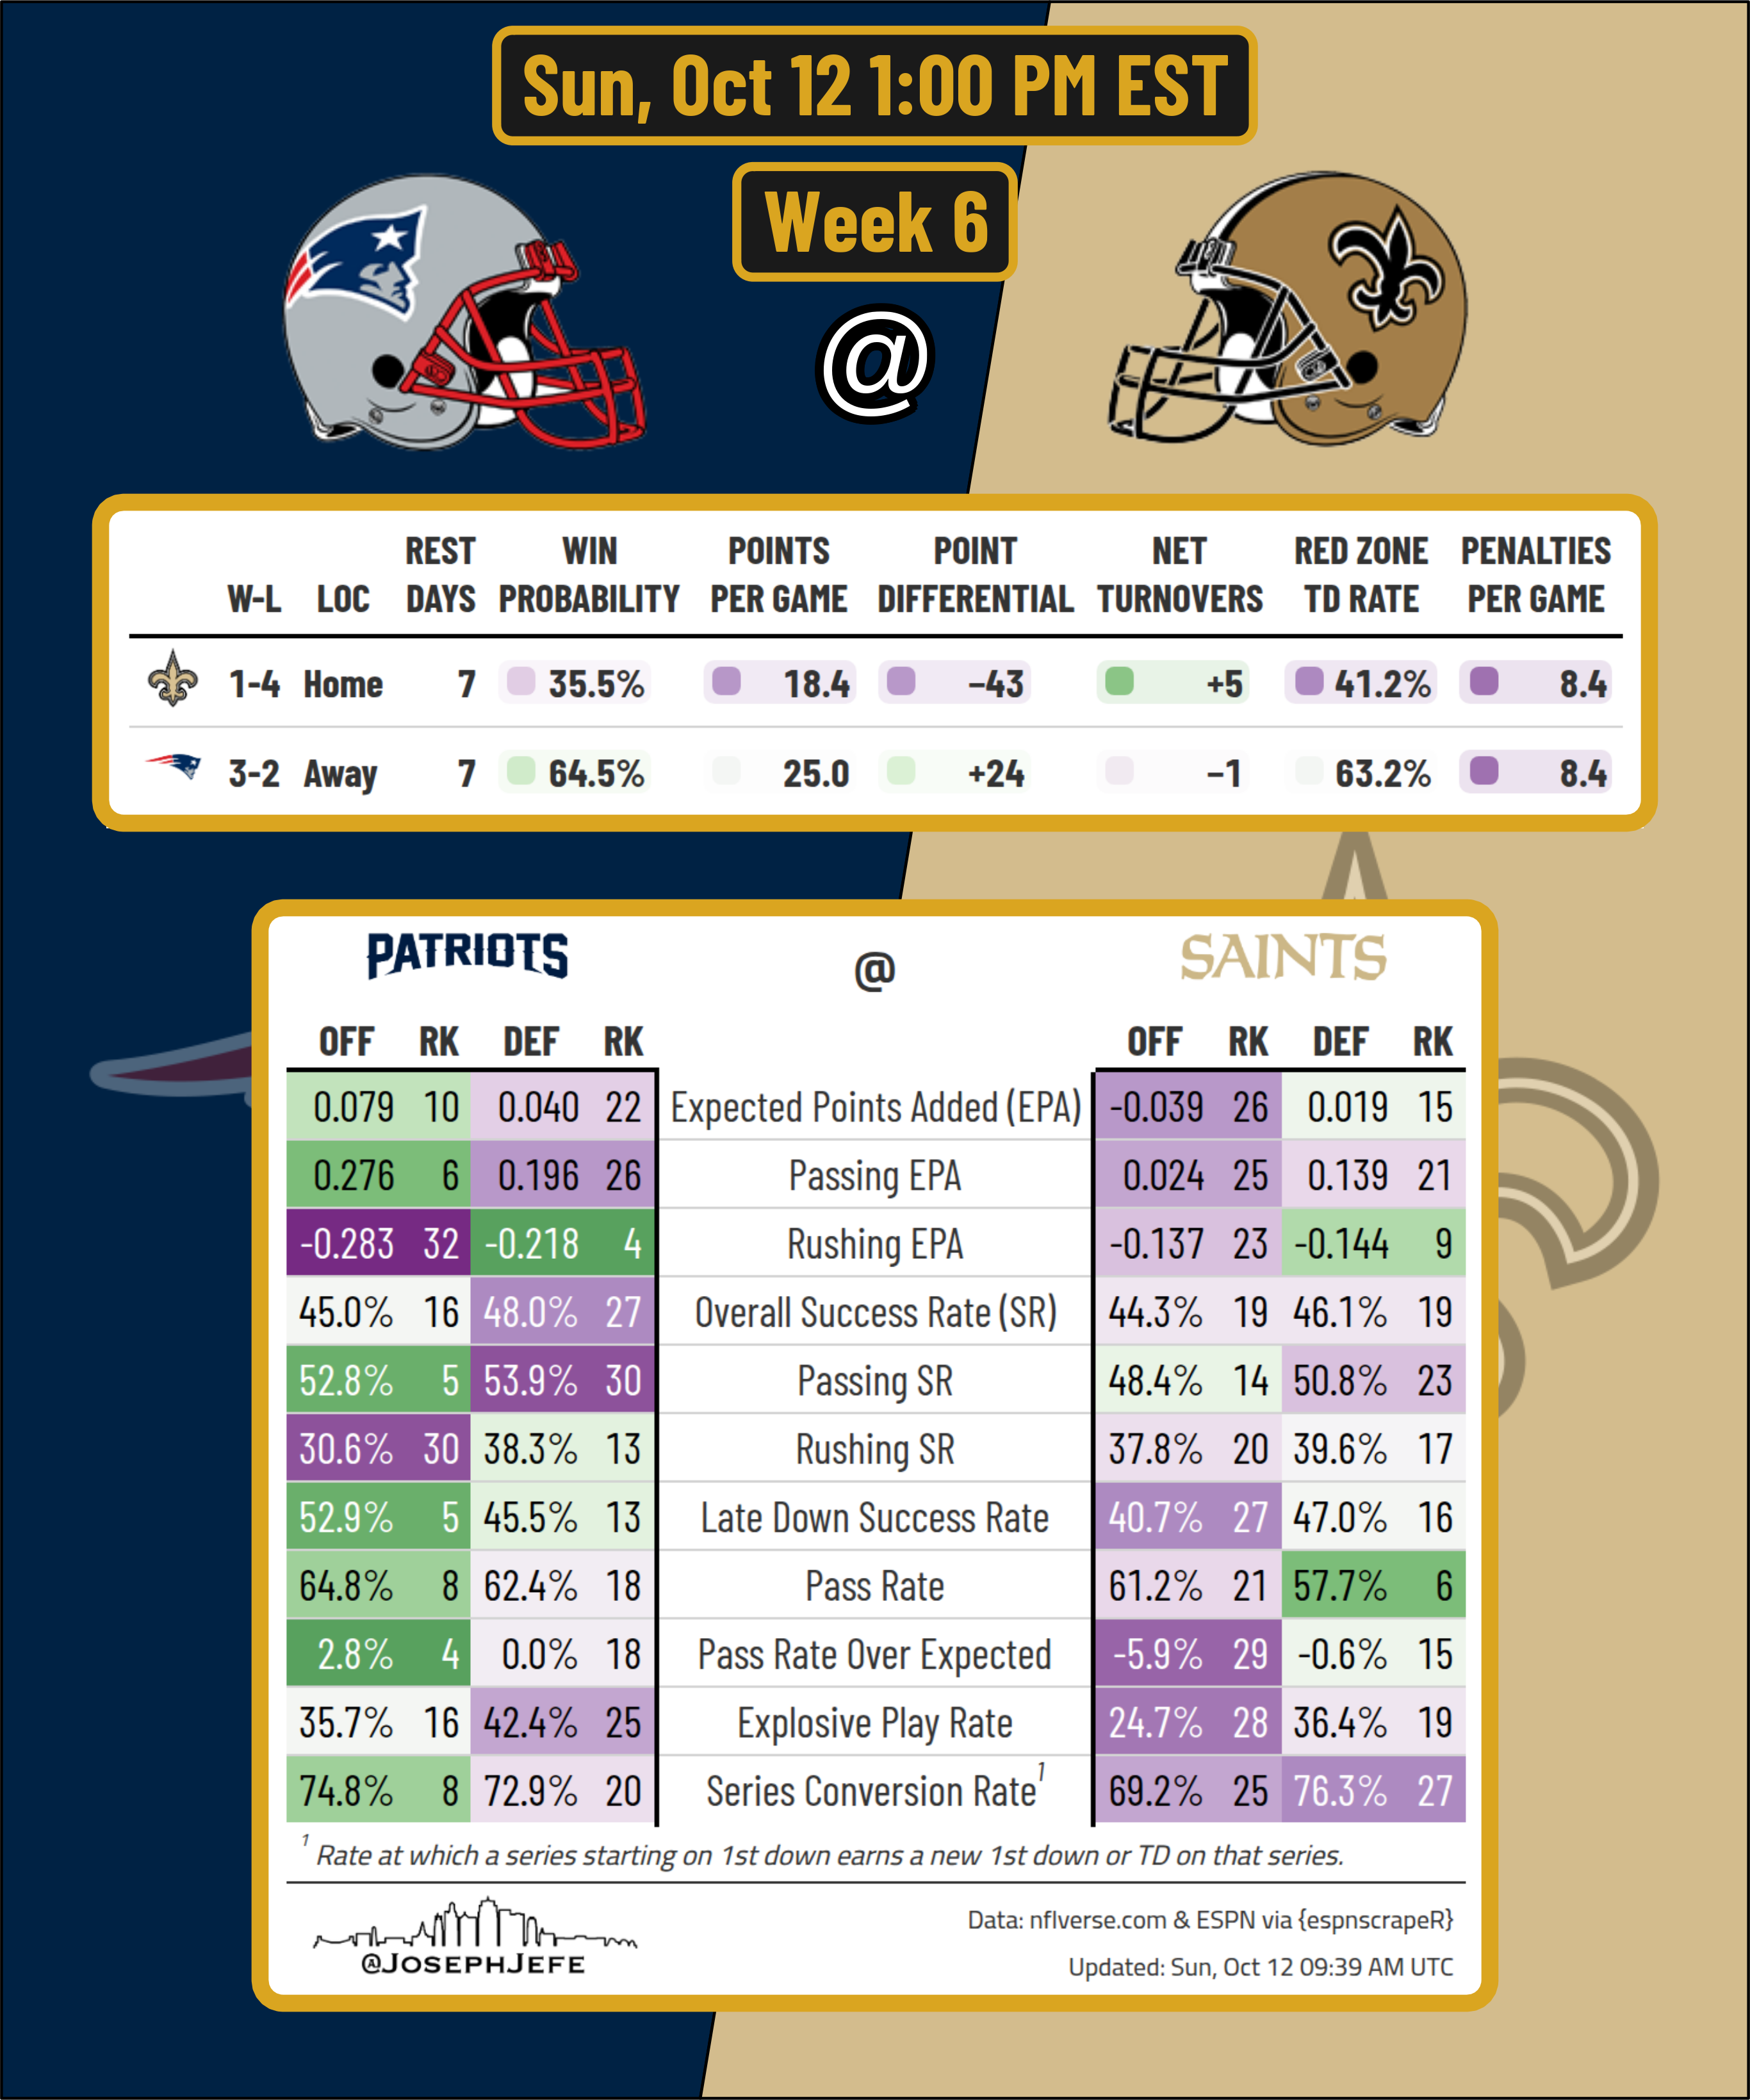 Sun, Oct 12 1:00 PM EST
Week 6
@
W-L LOC REST DAYS WIN PROBABILITY POINTS PER GAME POINT DIFFERENTIAL NET TURNOVERS RED ZONE TD RATE PENALTIES PER GAME
1-4 Home 7 35.5% 18.4 −43 +5 41.2% 8.4
3-2 Away 7 64.5% 25.0 +24 −1 63.2% 8.4
PATRIOTS @ SAINTS
OFF RK DEF RK OFF RK DEF RK
0.079 10 0.040 22 Expected Points Added (EPA) -0.039 26 0.019 15
0.276 6 0.196 26 Passing EPA 0.024 25 0.139 21
-0.283 32 -0.218 4 Rushing EPA -0.137 23 -0.144 9
45.0% 16 48.0% 27 Overall Success Rate (SR) 44.3% 19 46.1% 19
52.8% 5 53.9% 30 Passing SR 48.4% 14 50.8% 23
30.6% 30 38.3% 13 Rushing SR 37.8% 20 39.6% 17
52.9% 5 45.5% 13 Late Down Success Rate 40.7% 27 47.0% 16
64.8% 8 62.4% 18 Pass Rate 61.2% 21 57.7% 6
2.8% 4 0.0% 18 Pass Rate Over Expected -5.9% 29 -0.6% 15
35.7% 16 42.4% 25 Explosive Play Rate 24.7% 28 36.4% 19
74.8% 8 72.9% 20 Series Conversion Rate¹ 69.2% 25 76.3% 27
¹ Rate at which a series starting on 1st down earns a new 1st down or TD on that series.
@JOSEPHJEFE
Data: nflverse.com & ESPN via {espnscrapeR}
Updated: Sun, Oct 12 09:39 AM UTC